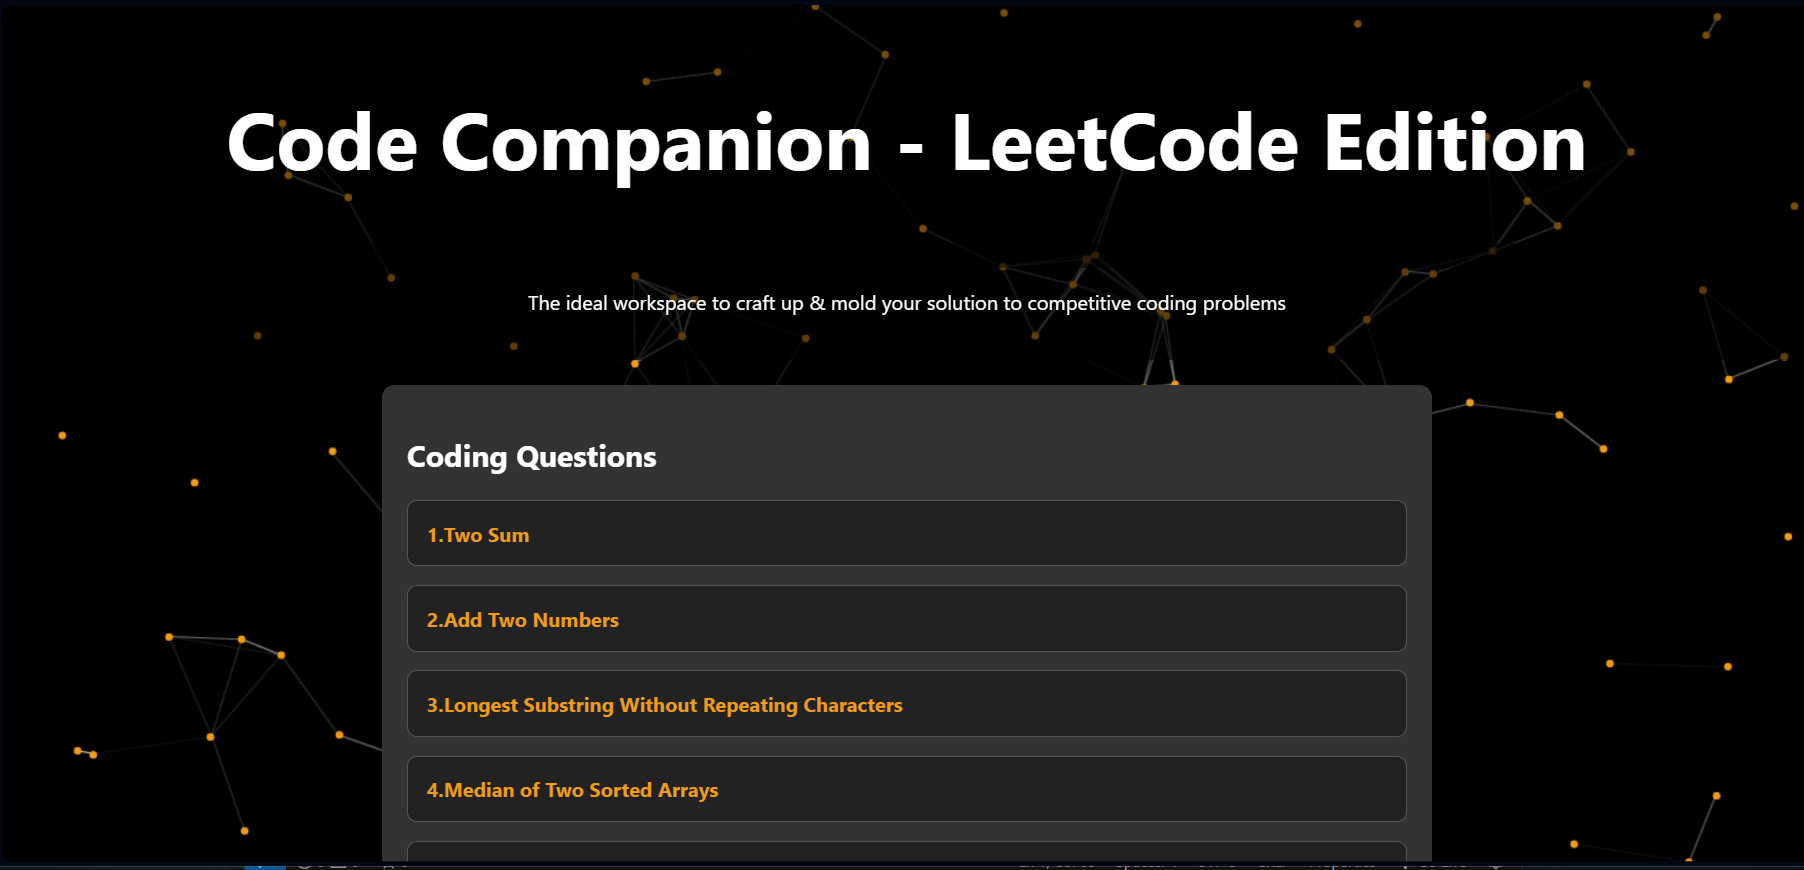 Code Companion - LeetCode Edition
The ideal workspace to craft up & mold your solution to competitive coding problems
Coding Questions
1.Two Sum
2.Add Two Numbers
3.Longest Substring Without Repeating Characters
4.Median of Two Sorted Arrays